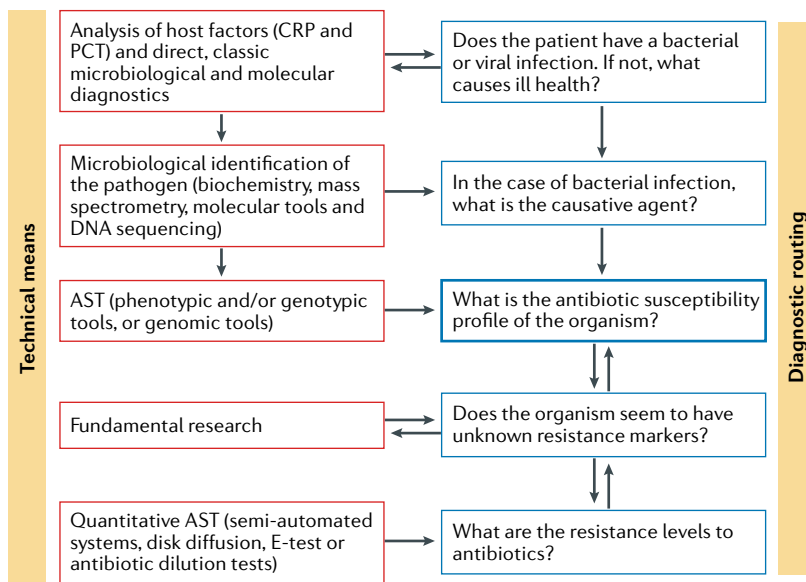 Technical means
Analysis of host factors (CRP and
PCT) and direct, classic
microbiological and molecular
diagnostics
Does the patient have a bacterial
or viral infection. If not, what
causes ill health?
Microbiological identification of
the pathogen (biochemistry, mass
spectrometry, molecular tools and
DNA sequencing)
In the case of bacterial infection,
what is the causative agent?
AST (phenotypic and/or genotypic
tools, or genomic tools)
What is the antibiotic susceptibility
profile of the organism?
Fundamental research
Does the organism seem to have
unknown resistance markers?
Quantitative AST (semi-automated
systems, disk diffusion, E-test or
antibiotic dilution tests)
What are the resistance levels to
antibiotics?
Diagnostic routing